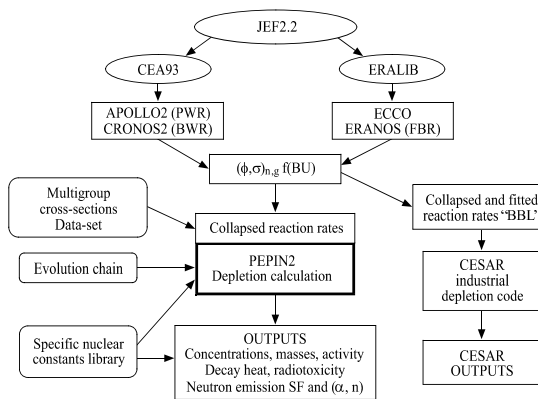 JEF2.2
CEA93
ERALIB
APOLLO2 (PWR)
CRONOS2 (BWR)
ECCO
ERANOS (FBR)
(ϕ,σ)n,g f(BU)
Multigroup
cross-sections
Data-set
Collapsed and fitted
reaction rates “BBL”
Collapsed reaction rates
Evolution chain
PEPIN2
Depletion calculation
CESAR
industrial
depletion code
Specific nuclear
constants library
OUTPUTS
Concentrations, masses, activity
Decay heat, radiotoxicity
Neutron emission SF and (α, n)
CESAR
OUTPUTS